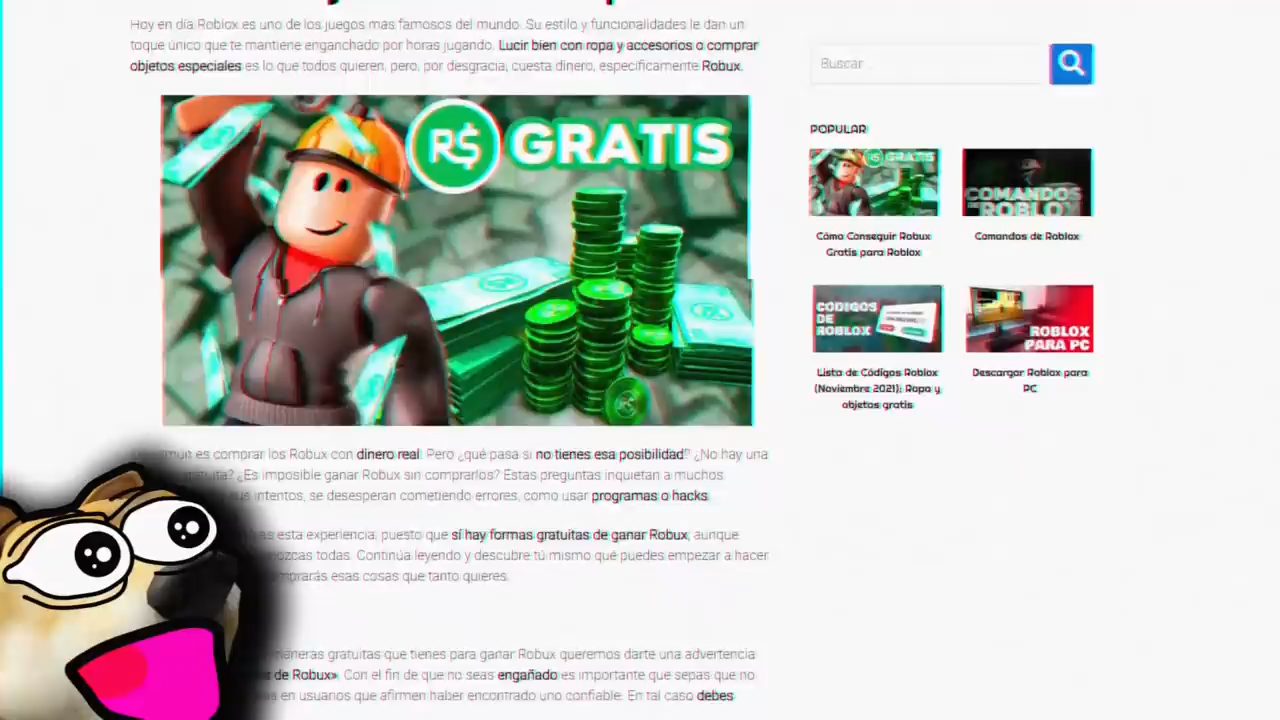 Hoy en día Roblox es uno de los juegos más famosos del mundo. Su estilo y funcionalidades le dan un
toque único que te mantiene enganchado por horas jugando. Lucir bien con ropa y accesorios o comprar
objetos especiales es lo que todos quieren, pero, por desgracia, cuesta dinero, específicamente Robux.
R$ GRATIS
es comprar los Robux con dinero real. Pero ¿qué pasa si no tienes esa posibilidad? ¿No hay una
¿Es imposible ganar Robux sin comprarlos? Estas preguntas inquietan a muchos
sus intentos, se desesperan cometiendo errores, como usar programas o hacks.
esta experiencia, puesto que sí hay formas gratuitas de ganar Robux, aunque
todas. Continúa leyendo y descubre tú mismo qué puedes empezar a hacer
esas cosas que tanto quieres.
maneras gratuitas que tienes para ganar Robux queremos darte una advertencia
de Robux». Con el fin de que no seas engañado es importante que sepas que no
en usuarios que afirmen haber encontrado uno confiable. En tal caso debes
Buscar ...
POPULAR
R$ GRATIS
Cómo Conseguir Robux
Gratis para Roblox
COMANDOS
DE ROBLOX
Comandos de Roblox
CÓDIGOS
DE
ROBLOX
Lista de Códigos Roblox
(Noviembre 2021): Ropa y
objetos gratis
ROBLOX
PARA PC
Descargar Roblox para
PC